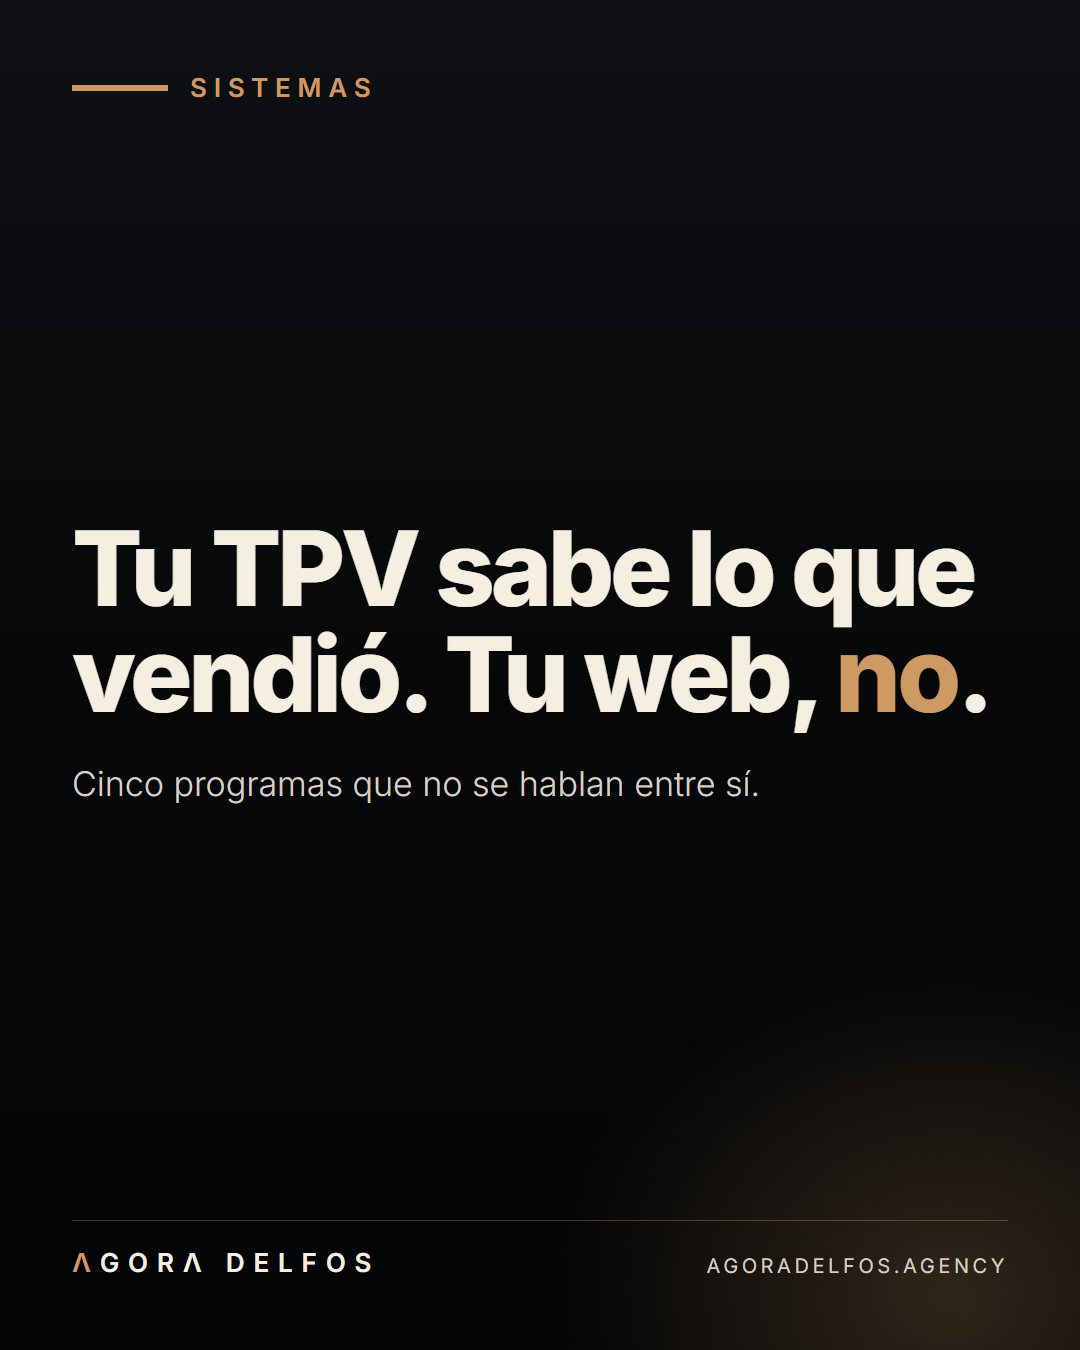 SISTEMAS
Tu TPV sabe lo que
vendió. Tu web, no.
Cinco programas que no se hablan entre sí.
ΛGORΛ DELFOS
AGORADELFOS.AGENCY